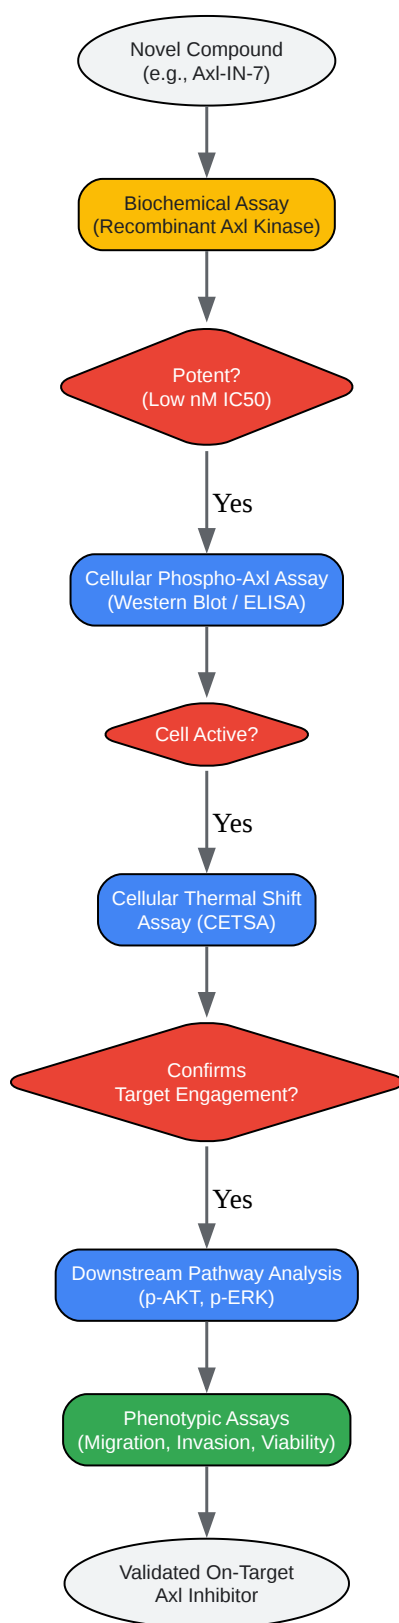 Novel Compound
(e.g., Axl-IN-7)
Biochemical Assay
(Recombinant Axl Kinase)
Potent?
(Low nM IC50)
Yes
Cellular Phospho-Axl Assay
(Western Blot / ELISA)
Cell Active?
Yes
Cellular Thermal Shift
Assay (CETSA)
Confirms
Target Engagement?
Yes
Downstream Pathway Analysis
(p-AKT, p-ERK)
Phenotypic Assays
(Migration, Invasion, Viability)
Validated On-Target
Axl Inhibitor